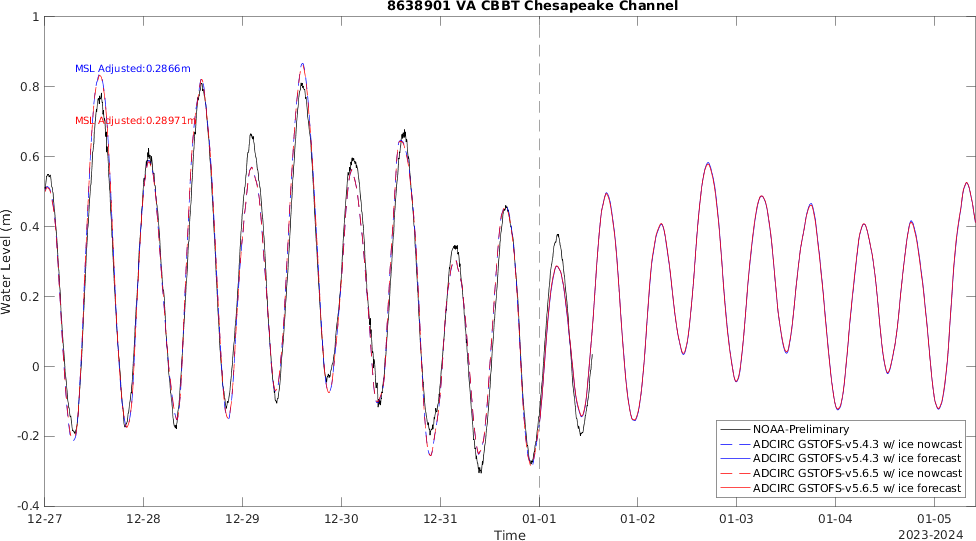 8638901 VA CBBT Chesapeake Channel
1
0.8
0.6
0.4
0.2
0
-0.2
-0.4
Water Level (m)
MSL Adjusted:0.2866m
MSL Adjusted:0.28971m
NOAA-Preliminary
ADCIRC GSTOFS-v5.4.3 w/ ice nowcast
ADCIRC GSTOFS-v5.4.3 w/ ice forecast
ADCIRC GSTOFS-v5.6.5 w/ ice nowcast
ADCIRC GSTOFS-v5.6.5 w/ ice forecast
12-27 12-28 12-29 12-30 12-31 01-01 01-02 01-03 01-04 01-05
Time
2023-2024